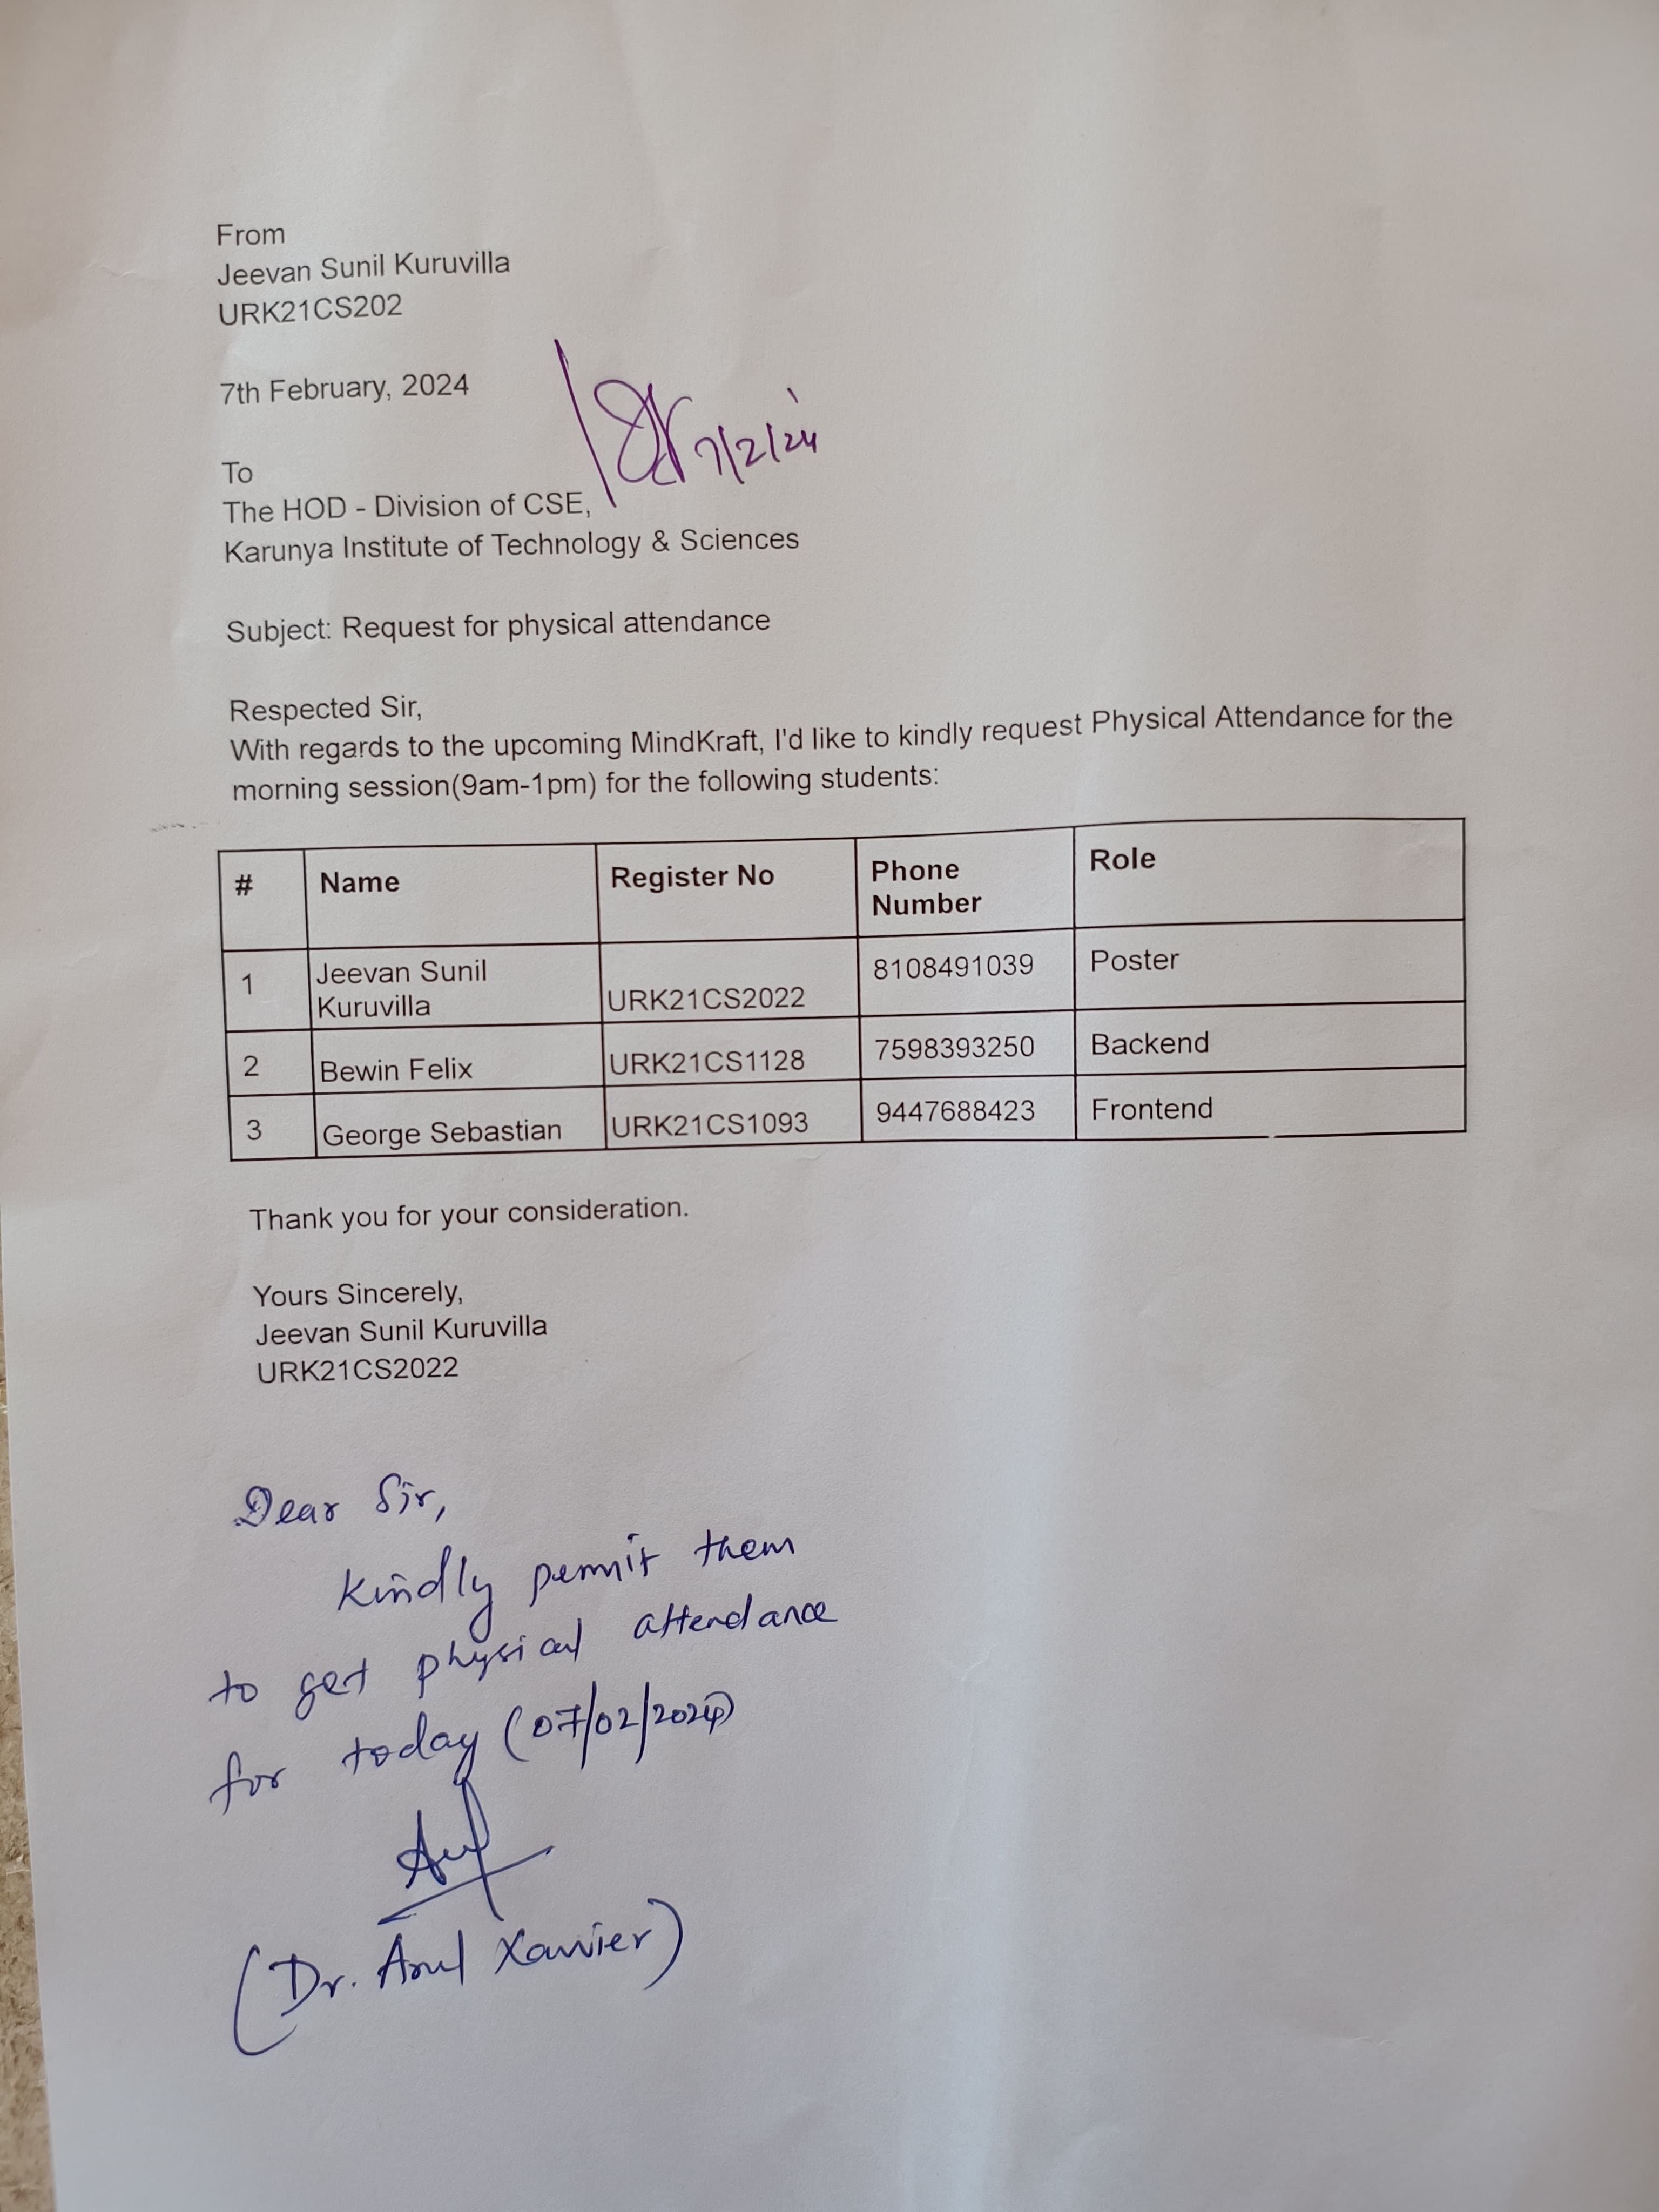 From
Jeevan Sunil Kuruvilla
URK21CS202
7th February, 2024
7/2/24
To
The HOD - Division of CSE,
Karunya Institute of Technology & Sciences
Subject: Request for physical attendance
Respected Sir,
With regards to the upcoming MindKraft, I'd like to kindly request Physical Attendance for the
morning session(9am-1pm) for the following students:
# Name Register No Phone Number Role
1 Jeevan Sunil Kuruvilla URK21CS2022 8108491039 Poster
2 Bewin Felix URK21CS1128 7598393250 Backend
3 George Sebastian URK21CS1093 9447688423 Frontend
Thank you for your consideration.
Yours Sincerely,
Jeevan Sunil Kuruvilla
URK21CS2022
Dear Sir,
Kindly permit them
to get physical attendance
for today (07/02/2024)
(Dr. Arul Xavier)